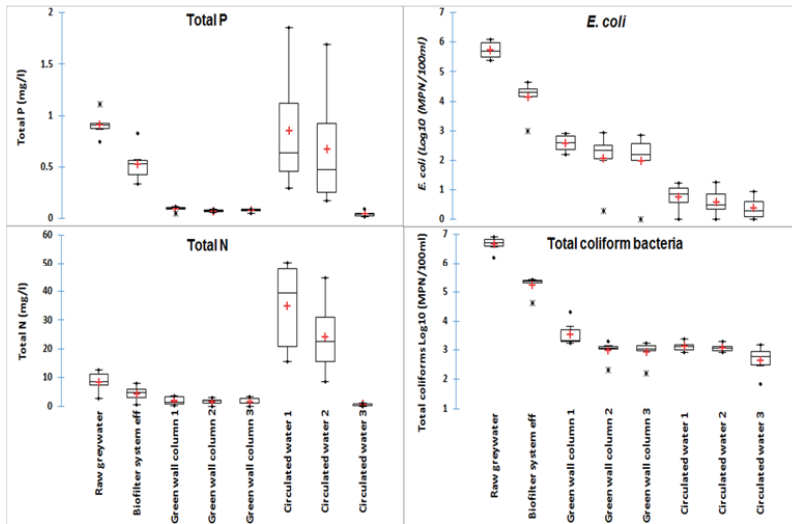 Total P
Total P (mg/l)
2
1.5
1
0.5
0
E. coli
E. coli (Log10 (MPN/100ml)
7
6
5
4
3
2
1
0
Total N
Total N (mg/l)
60
50
40
30
20
10
0
Raw greywater
Biofilter system eff
Green wall column 1
Green wall column 2
Green wall column 3
Circulated water 1
Circulated water 2
Circulated water 3
Total coliform bacteria
Total coliforms Log10 (MPN/100ml)
7
6
5
4
3
2
1
Raw greywater
Biofilter system eff
Green wall column 1
Green wall column 2
Green wall column 3
Circulated water 1
Circulated water 2
Circulated water 3